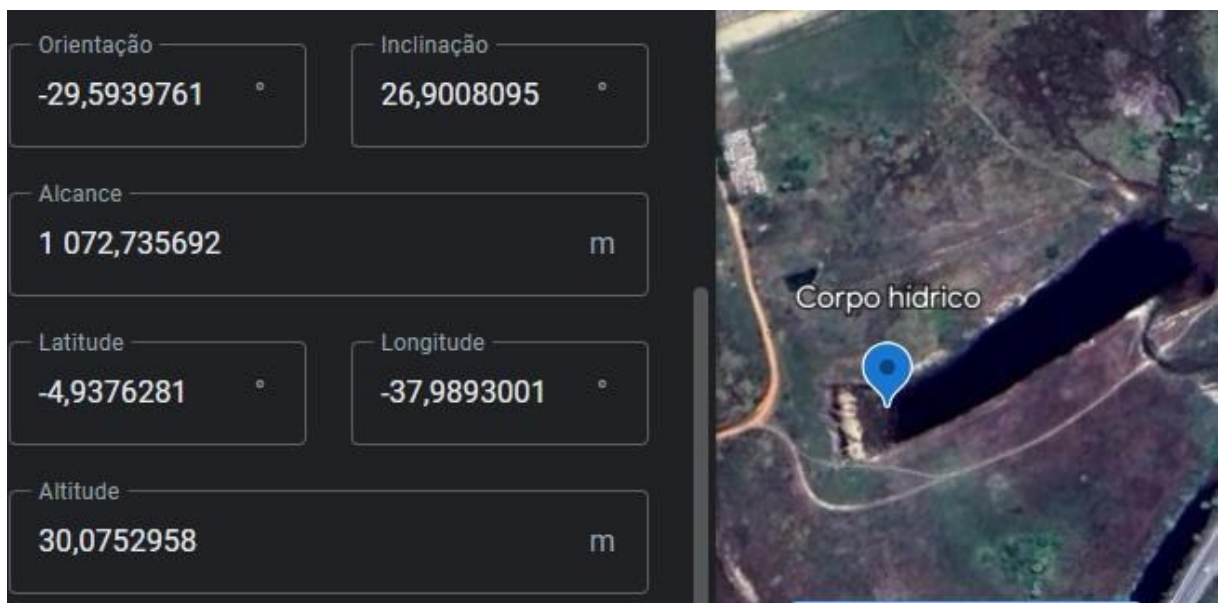 Orientação
Inclinação
-29,5939761 °
26,9008095 °
Alcance
1 072,735692 m
Latitude
Longitude
-4,9376281 °
-37,9893001 °
Altitude
30,0752958 m
Corpo hídrico